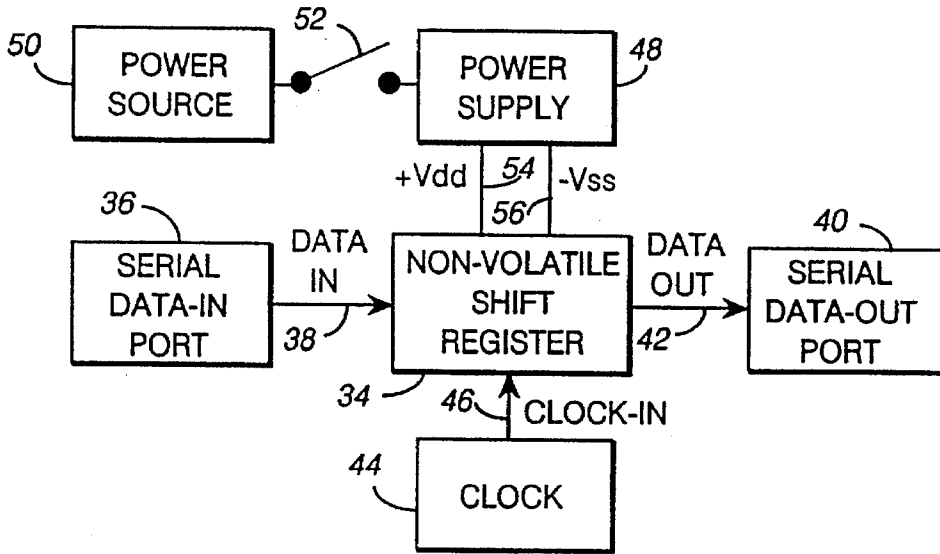 50
POWER
SOURCE
52
POWER
SUPPLY
48
+Vdd
54
-Vss
56
36
SERIAL
DATA-IN
PORT
DATA
IN
38
NON-VOLATILE
SHIFT
REGISTER
34
DATA
OUT
42
40
SERIAL
DATA-OUT
PORT
46
CLOCK-IN
44
CLOCK